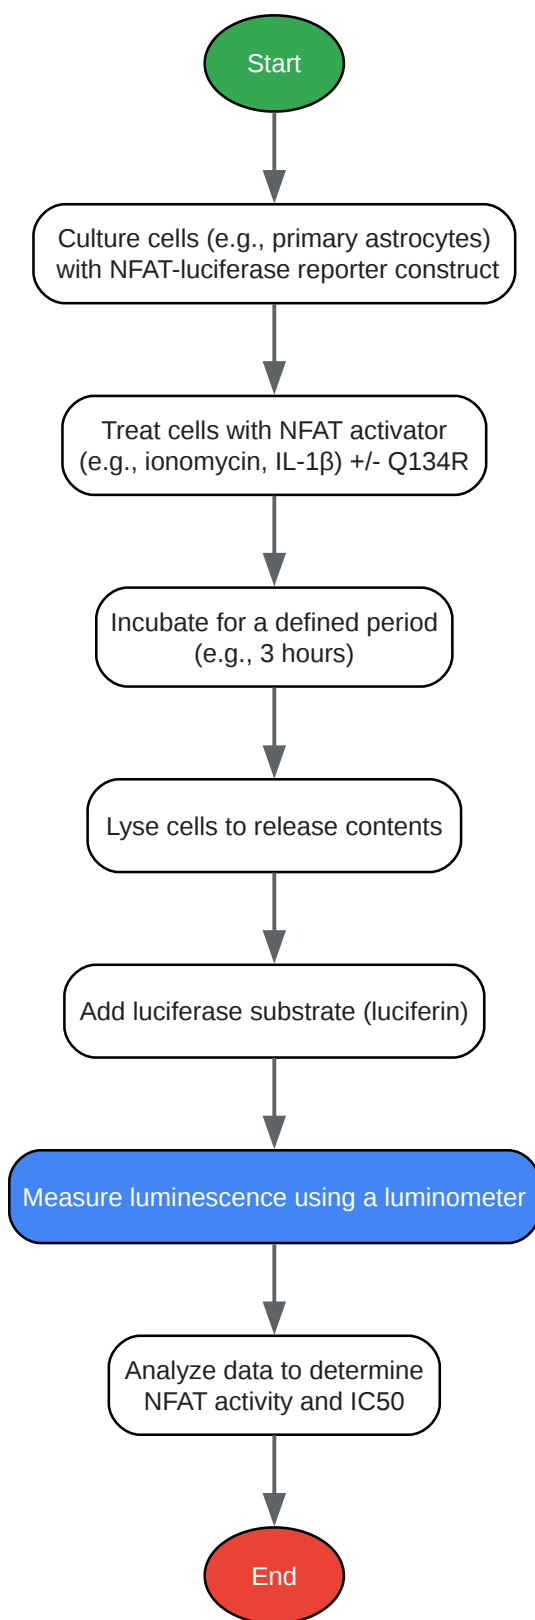 Start
Culture cells (e.g., primary astrocytes)
with NFAT-luciferase reporter construct
Treat cells with NFAT activator
(e.g., ionomycin, IL-1β) +/- Q134R
Incubate for a defined period
(e.g., 3 hours)
Lyse cells to release contents
Add luciferase substrate (luciferin)
Measure luminescence using a luminometer
Analyze data to determine
NFAT activity and IC50
End